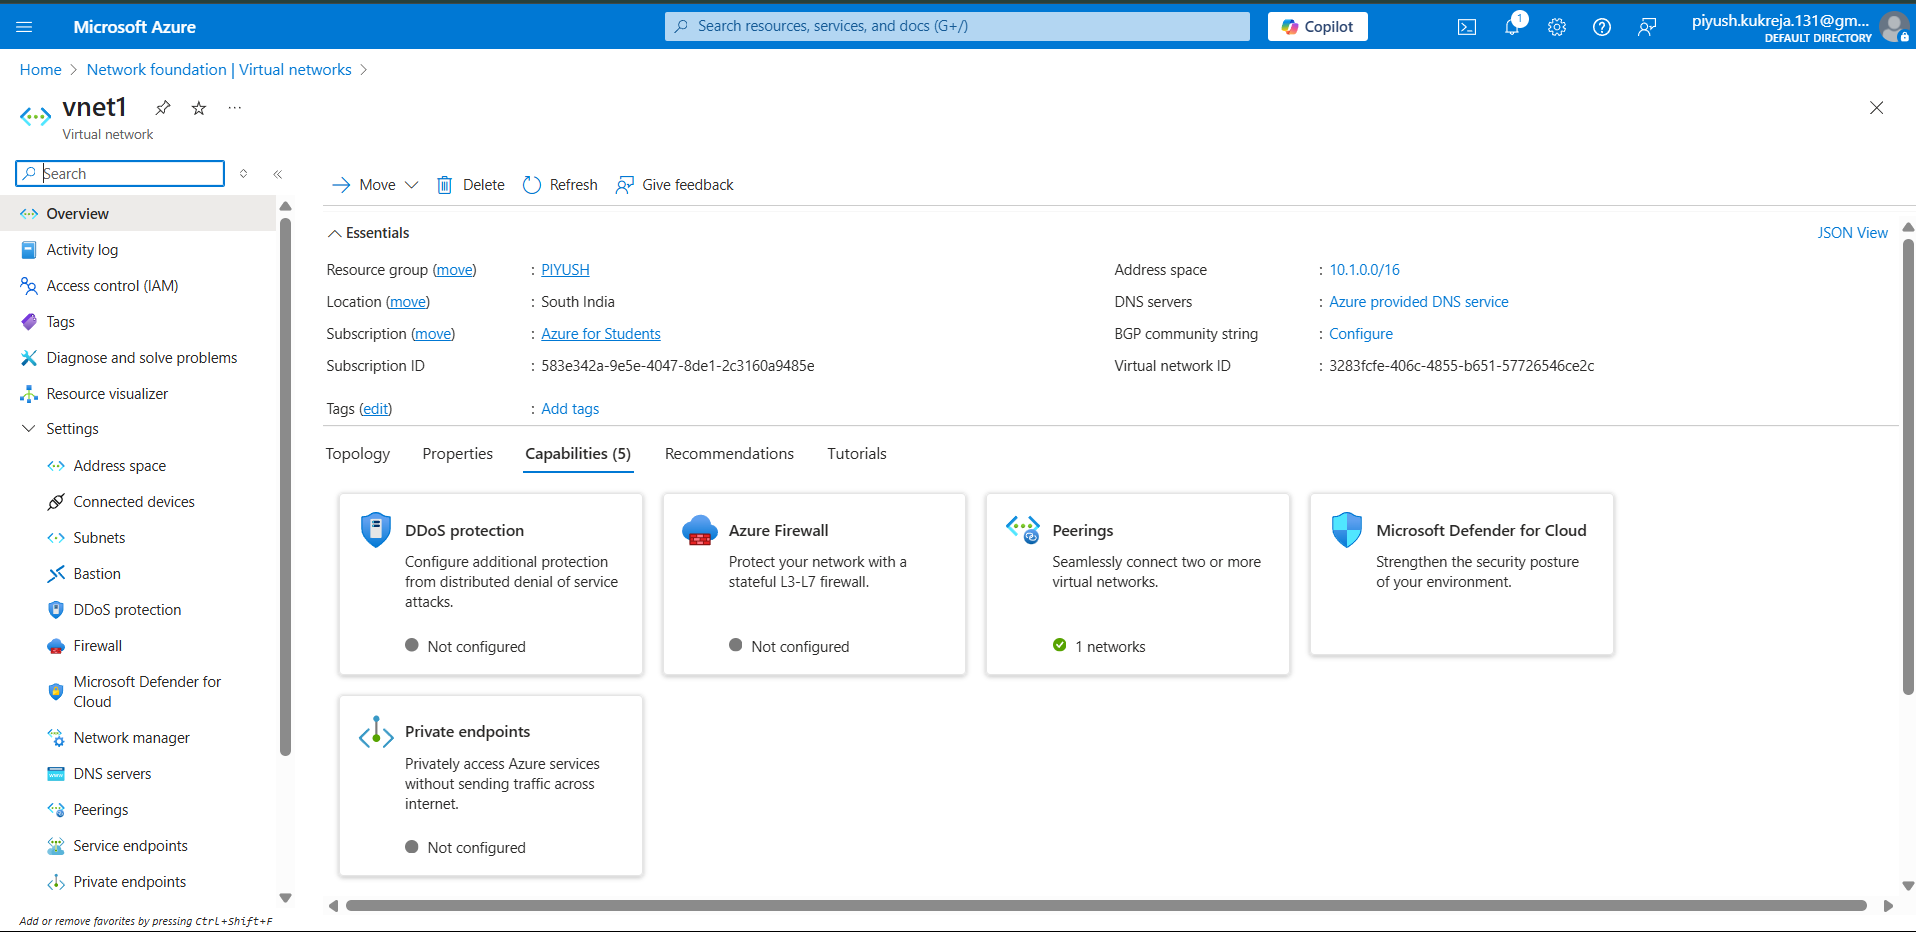 Microsoft Azure
Search resources, services, and docs (G+/)
Copilot
1
piyush.kukreja.131@gm...
DEFAULT DIRECTORY
Home > Network foundation | Virtual networks >
vnet1
...
Virtual network
Search
Overview
Activity log
Access control (IAM)
Tags
Diagnose and solve problems
Resource visualizer
Settings
Address space
Connected devices
Subnets
Bastion
DDoS protection
Firewall
Microsoft Defender for
Cloud
Network manager
DNS servers
Peerings
Service endpoints
Private endpoints
Add or remove favorites by pressing Ctrl+Shift+F
Move
Delete
Refresh
Give feedback
Essentials
JSON View
Resource group (move) : PIYUSH
Location (move) : South India
Subscription (move) : Azure for Students
Subscription ID : 583e342a-9e5e-4047-8de1-2c3160a9485e
Address space : 10.1.0.0/16
DNS servers : Azure provided DNS service
BGP community string : Configure
Virtual network ID : 3283fcfe-406c-4855-b651-57726546ce2c
Tags (edit) : Add tags
Topology
Properties
Capabilities (5)
Recommendations
Tutorials
DDoS protection
Configure additional protection
from distributed denial of service
attacks.
Not configured
Azure Firewall
Protect your network with a
stateful L3-L7 firewall.
Not configured
Peerings
Seamlessly connect two or more
virtual networks.
1 networks
Microsoft Defender for Cloud
Strengthen the security posture
of your environment.
Private endpoints
Privately access Azure services
without sending traffic across
internet.
Not configured